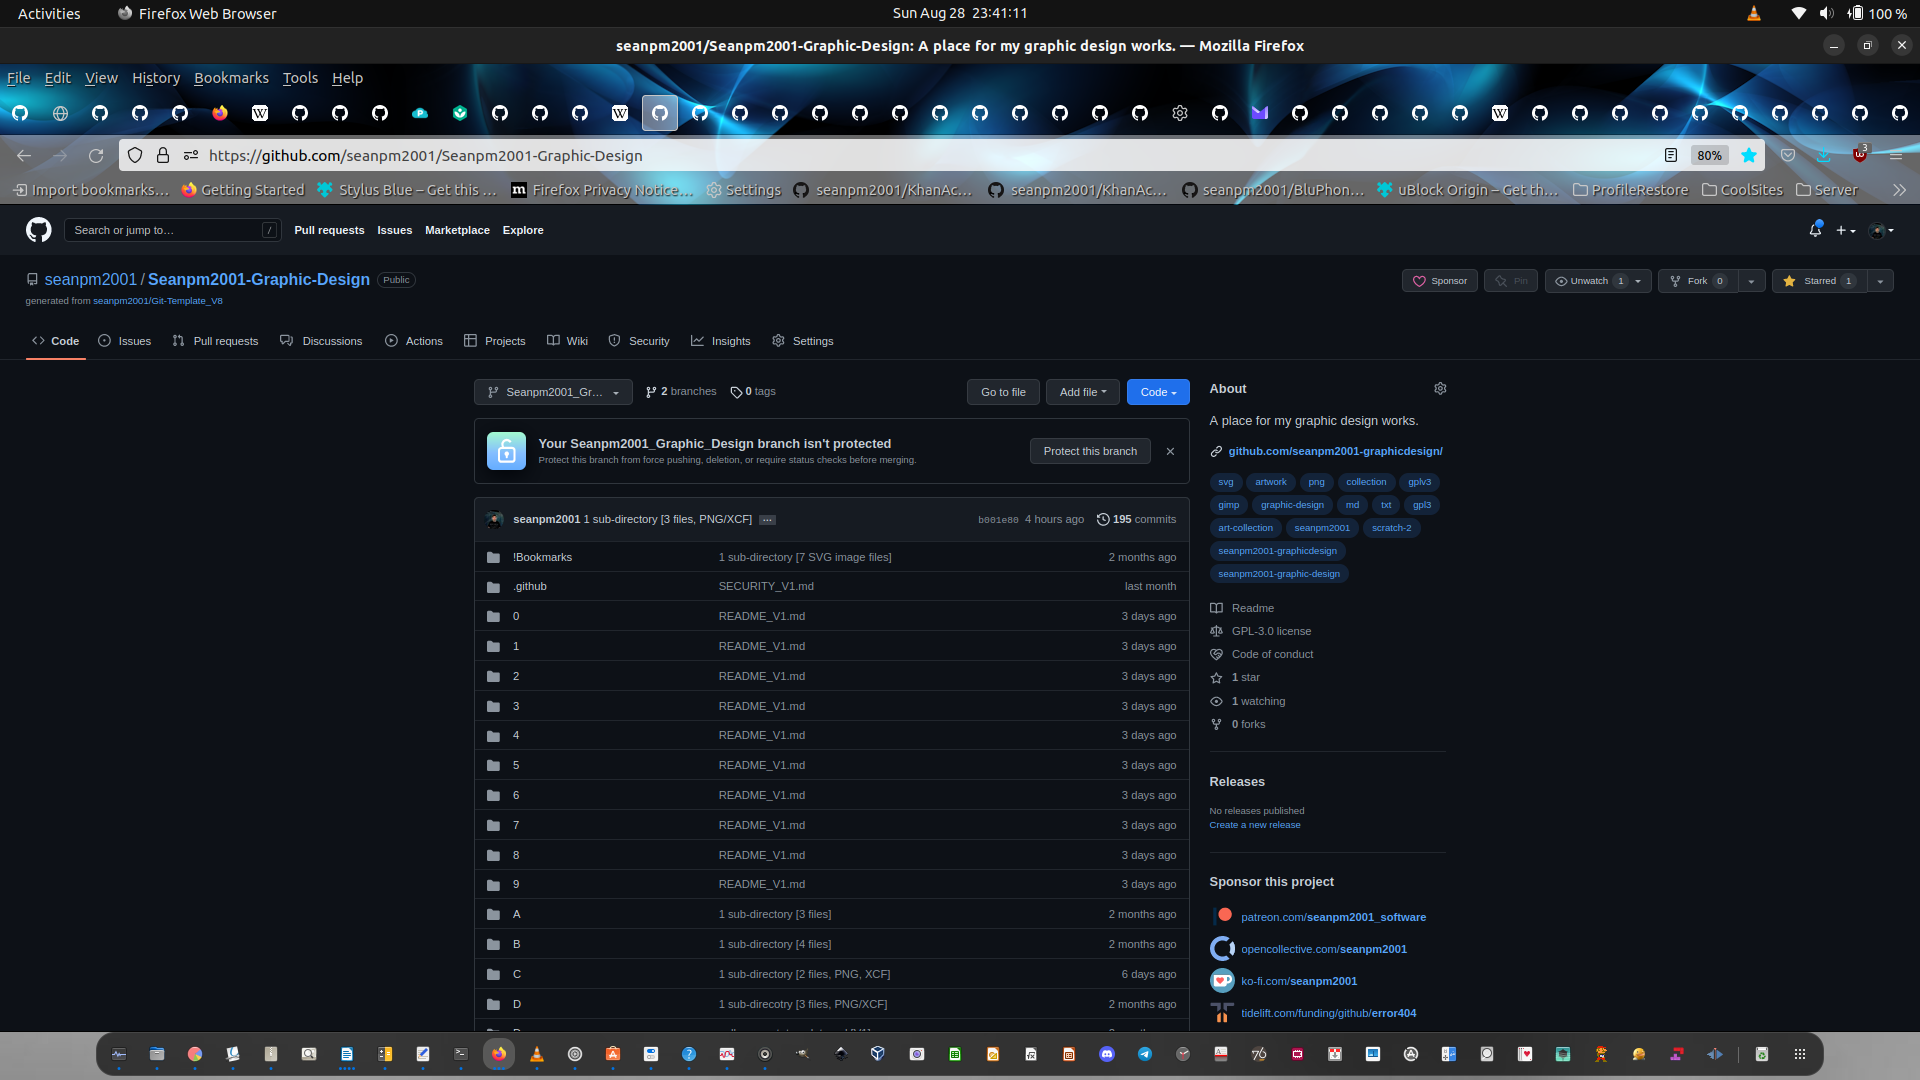 Activities Firefox Web Browser Sun Aug 28 23:41:11 100 %
seanpm2001/Seanpm2001-Graphic-Design: A place for my graphic design works. — Mozilla Firefox
File Edit View History Bookmarks Tools Help
https://github.com/seanpm2001/Seanpm2001-Graphic-Design 80% 3
Import bookmarks… Getting Started Stylus Blue – Get this … Firefox Privacy Notice… Settings seanpm2001/KhanAc… seanpm2001/KhanAc… seanpm2001/BluPhon… uBlock Origin – Get th… ProfileRestore CoolSites Server
Search or jump to… / Pull requests Issues Marketplace Explore
seanpm2001 / Seanpm2001-Graphic-Design Public Sponsor Pin Unwatch 1 Fork 0 Starred 1
generated from seanpm2001/Git-Template_V8
Code Issues Pull requests Discussions Actions Projects Wiki Security Insights Settings
Seanpm2001_Gr… 2 branches 0 tags Go to file Add file Code
Your Seanpm2001_Graphic_Design branch isn't protected
Protect this branch from force pushing, deletion, or require status checks before merging.
Protect this branch
seanpm2001 1 sub-directory [3 files, PNG/XCF] … b001e80 4 hours ago 195 commits
!Bookmarks 1 sub-directory [7 SVG image files] 2 months ago
.github SECURITY_V1.md last month
0 README_V1.md 3 days ago
1 README_V1.md 3 days ago
2 README_V1.md 3 days ago
3 README_V1.md 3 days ago
4 README_V1.md 3 days ago
5 README_V1.md 3 days ago
6 README_V1.md 3 days ago
7 README_V1.md 3 days ago
8 README_V1.md 3 days ago
9 README_V1.md 3 days ago
A 1 sub-directory [3 files] 2 months ago
B 1 sub-directory [4 files] 2 months ago
C 1 sub-directory [2 files, PNG, XCF] 6 days ago
D 1 sub-direcotry [3 files, PNG/XCF] 2 months ago
About
A place for my graphic design works.
github.com/seanpm2001-graphicdesign/
svg artwork png collection gplv3
gimp graphic-design md txt gpl3
art-collection seanpm2001 scratch-2
seanpm2001-graphicdesign
seanpm2001-graphic-design
Readme
GPL-3.0 license
Code of conduct
1 star
1 watching
0 forks
Releases
No releases published
Create a new release
Sponsor this project
patreon.com/seanpm2001_software
opencollective.com/seanpm2001
ko-fi.com/seanpm2001
tidelift.com/funding/github/error404